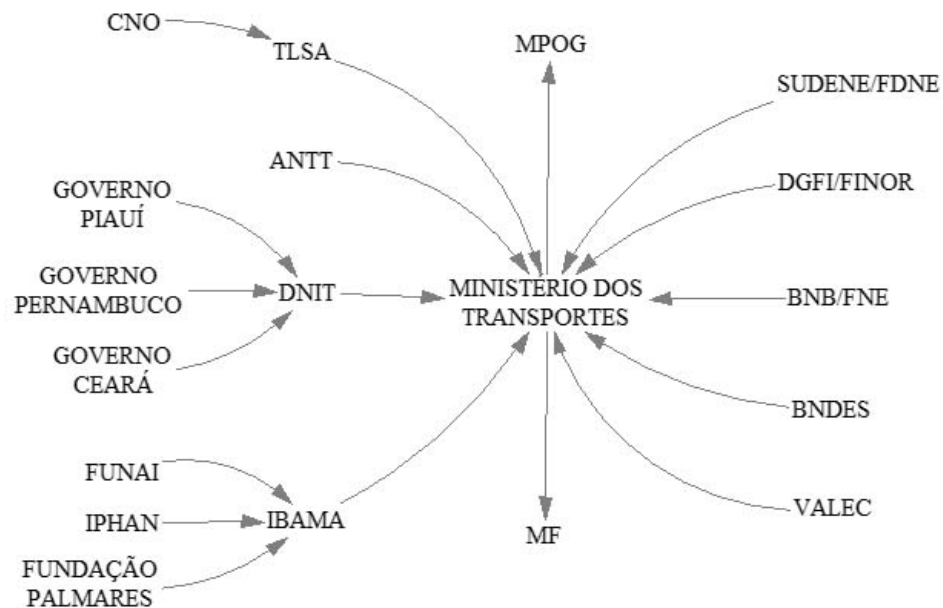 CNO
TLSA
MPOG
SUDENE/FDNE
ANTT
DGFI/FINOR
GOVERNO
PIAUÍ
GOVERNO
PERNAMBUCO
DNIT
MINISTÉRIO DOS
TRANSPORTES
BNB/FNE
GOVERNO
CEARÁ
BNDES
FUNAI
IPHAN
IBAMA
MF
VALEC
FUNDAÇÃO
PALMARES